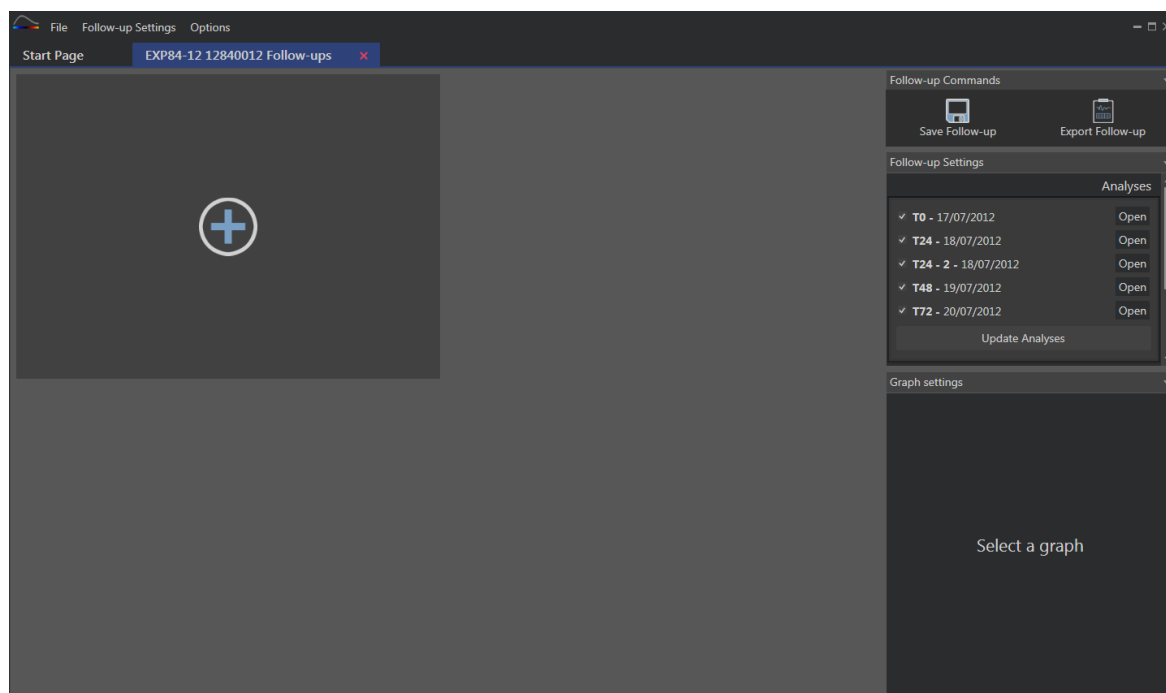 File Follow-up Settings Options
Start Page EXP84-12 12840012 Follow-ups
Follow-up Commands
Save Follow-up Export Follow-up
Follow-up Settings
Analyses
T0 - 17/07/2012 Open
T24 - 18/07/2012 Open
T24 - 2 - 18/07/2012 Open
T48 - 19/07/2012 Open
T72 - 20/07/2012 Open
Update Analyses
Graph settings
Select a graph